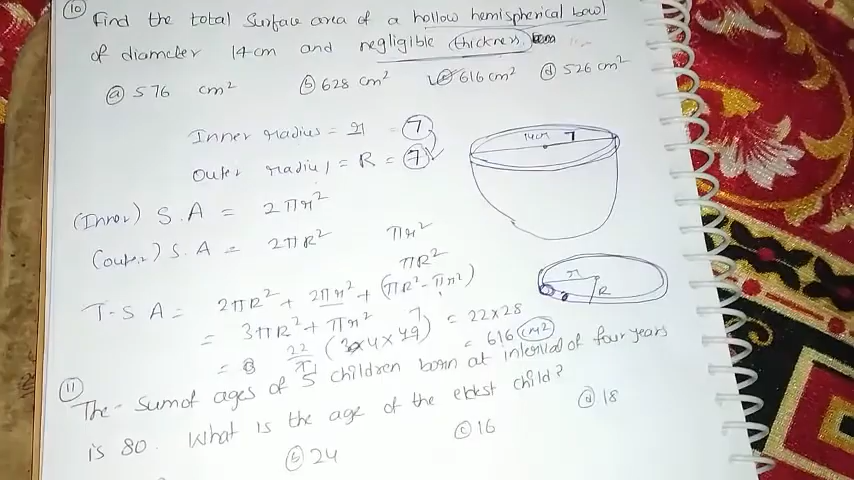 10 Find the total Surface area of a hollow hemispherical bowl
of diameter 14cm and negligible thickness
(a) 576 cm² (b) 628 cm² (c) 616 cm² (d) 526 cm²
Inner radius = r = 7
Outer radius = R = 7
14cm 7
(Inner) S.A = 2πr²
(outer) S.A = 2πR² πr²
πR²
T.S A = 2πR² + 2πr² + (πR² - πr²)
r R
= 3πR² + πr²
= 22/7 (4 x 49) = 22x28
= 616 cm²
11 The sum of ages of 5 children born at interval of four years
is 80. What is the age of the eldest child?
(b) 24 (c) 16 (d) 18